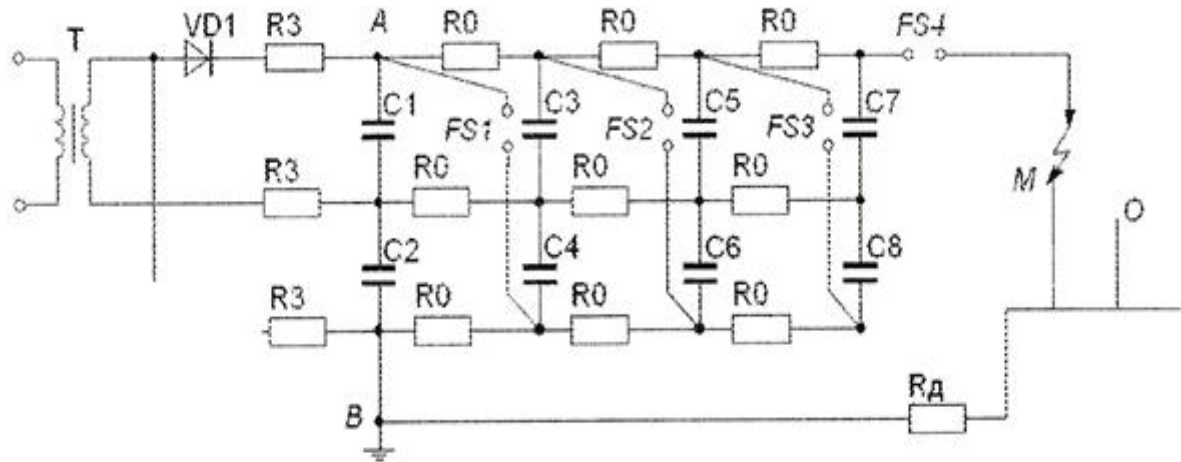 T VD1 R3 A R0 R0 R0 FS4
C1 FS1 C3 FS2 C5 FS3 C7
R3 R0 R0 R0 M O
C2 C4 C6 C8
R3 R0 R0 R0
B Rд